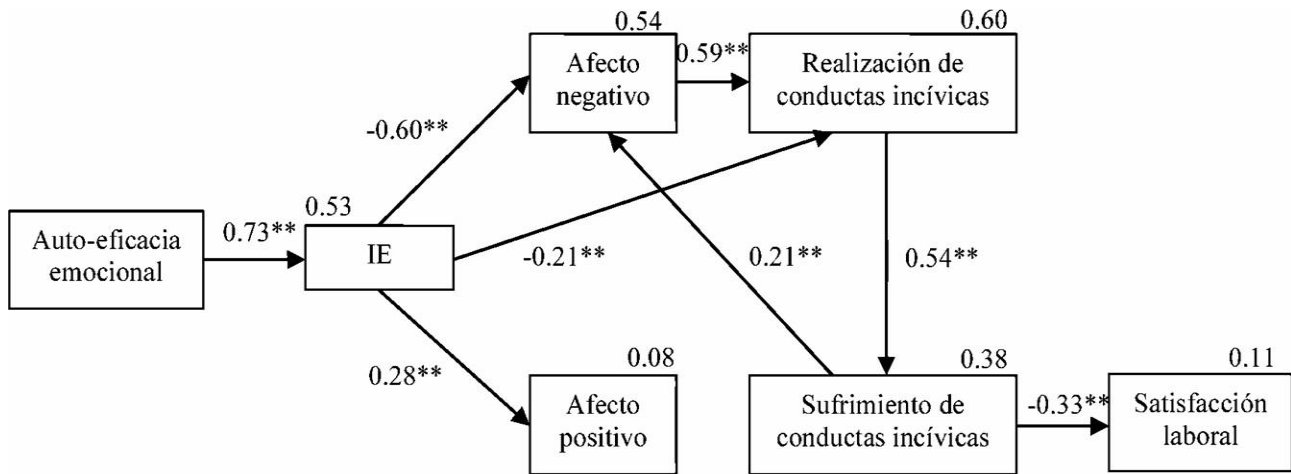 0.54
0.60
Afecto
negativo
0.59**
Realización de
conductas incívicas
-0.60**
0.53
Auto-eficacia
emocional
0.73**
IE
-0.21**
0.21**
0.54**
0.28**
0.08
0.38
0.11
Afecto
positivo
Sufrimiento de
conductas incívicas
-0.33**
Satisfacción
laboral